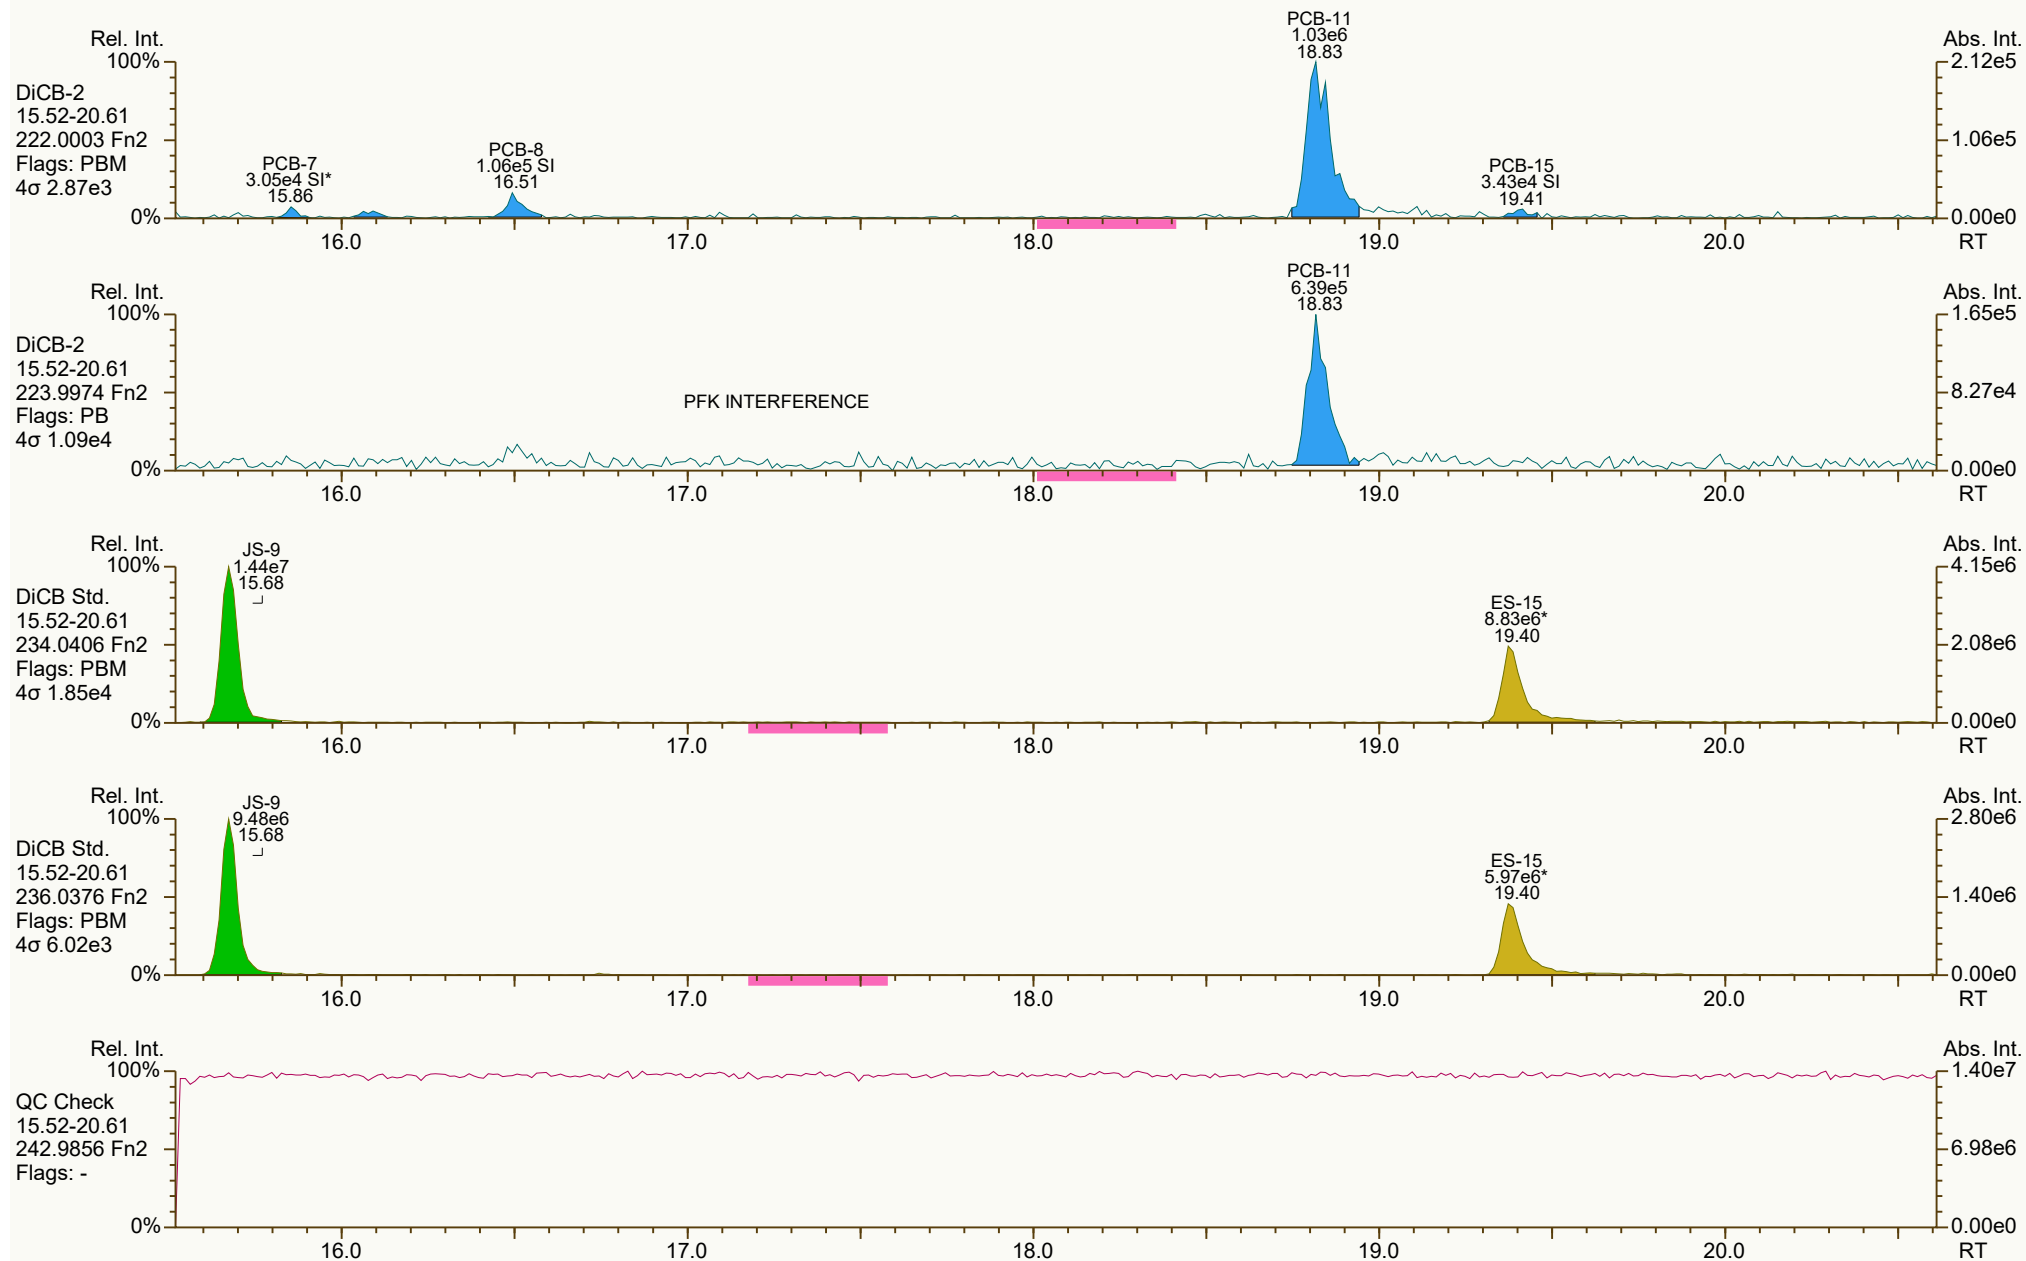 PCB-11
1.03e6
18.83
Rel. Int.
Abs. Int.
100%
2.12e5
DiCB-2
15.52-20.61
222.0003 Fn2
Flags: PBM
4σ 2.87e3
1.06e5
PCB-7
3.05e4 SI*
15.86
PCB-8
1.06e5 SI
16.51
PCB-15
3.43e4 SI
19.41
0%
0.00e0
16.0 17.0 18.0 19.0 20.0 RT
PCB-11
6.39e5
18.83
Rel. Int.
Abs. Int.
100%
1.65e5
DiCB-2
15.52-20.61
223.9974 Fn2
Flags: PB
4σ 1.09e4
8.27e4
PFK INTERFERENCE
0%
0.00e0
16.0 17.0 18.0 19.0 20.0 RT
Rel. Int.
Abs. Int.
100%
4.15e6
JS-9
1.44e7
15.68
DiCB Std.
15.52-20.61
234.0406 Fn2
Flags: PBM
4σ 1.85e4
2.08e6
ES-15
8.83e6*
19.40
0%
0.00e0
16.0 17.0 18.0 19.0 20.0 RT
Rel. Int.
Abs. Int.
100%
2.80e6
JS-9
9.48e6
15.68
DiCB Std.
15.52-20.61
236.0376 Fn2
Flags: PBM
4σ 6.02e3
1.40e6
ES-15
5.97e6*
19.40
0%
0.00e0
16.0 17.0 18.0 19.0 20.0 RT
Rel. Int.
Abs. Int.
100%
1.40e7
QC Check
15.52-20.61
242.9856 Fn2
Flags: -
6.98e6
0%
0.00e0
16.0 17.0 18.0 19.0 20.0 RT